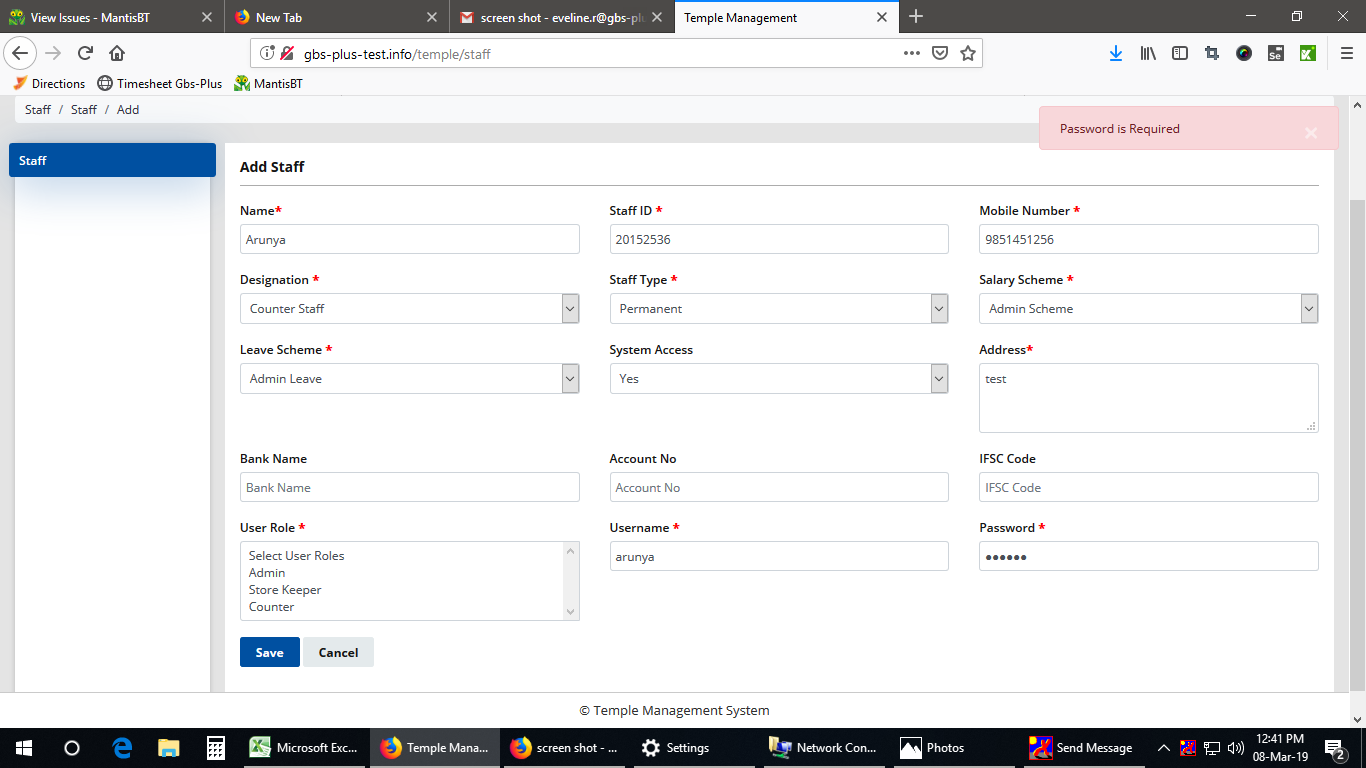 View Issues - MantisBT
New Tab
screen shot - eveline.r@gbs-pl
Temple Management
gbs-plus-test.info/temple/staff
Directions
Timesheet Gbs-Plus
MantisBT
Staff / Staff / Add
Password is Required
Staff
Add Staff
Name*
Staff ID *
Mobile Number *
Arunya
20152536
9851451256
Designation *
Staff Type *
Salary Scheme *
Counter Staff
Permanent
Admin Scheme
Leave Scheme *
System Access
Address*
Admin Leave
Yes
test
Bank Name
Account No
IFSC Code
Bank Name
Account No
IFSC Code
User Role *
Username *
Password *
Select User Roles
Admin
Store Keeper
Counter
arunya
●●●●●●
Save
Cancel
© Temple Management System
Microsoft Exc...
Temple Mana...
screen shot - ...
Settings
Network Con...
Photos
Send Message
12:41 PM
08-Mar-19
2